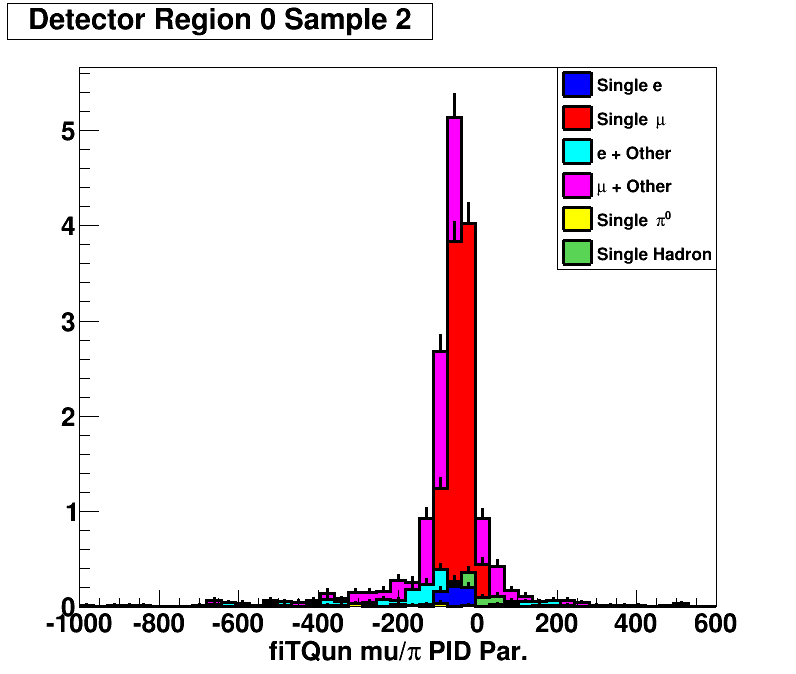 Detector Region 0 Sample 2
Single e
Single μ
e + Other
μ + Other
Single π⁰
Single Hadron
5
4
3
2
1
0
-1000 -800 -600 -400 -200 0 200 400 600
fiTQun mu/π PID Par.